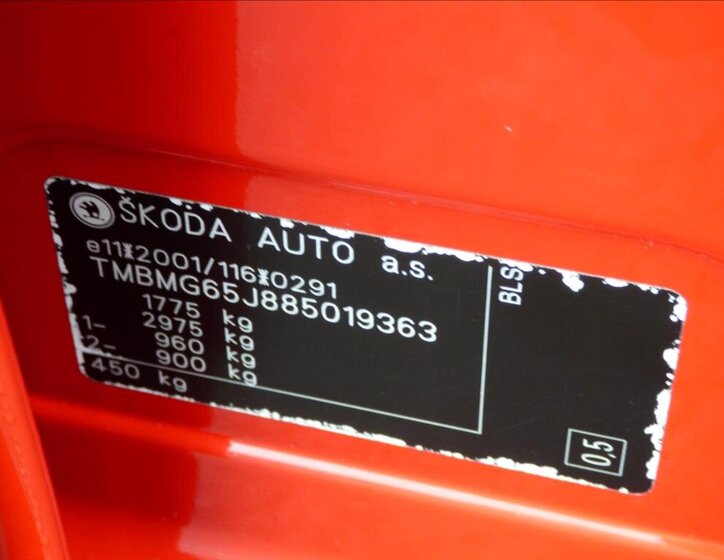 ŠKODA AUTO a.s.
e11*2001/116*0291
TMBMG65J885019363
1775 kg
2975 kg
1- 960 kg
2- 900 kg
450 kg
BLS
0,5